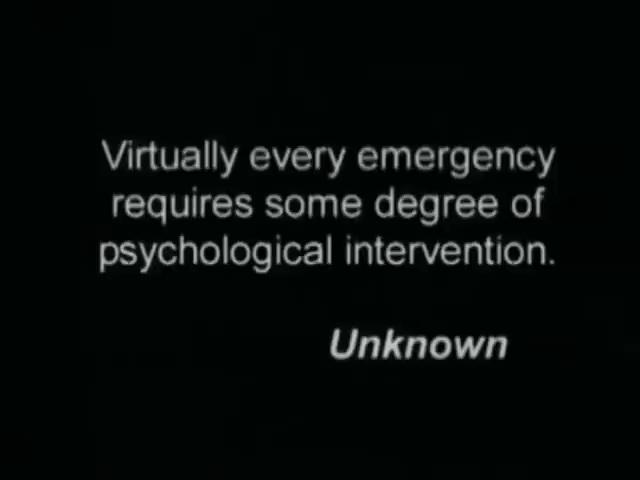 Virtually every emergency
requires some degree of
psychological intervention.
Unknown